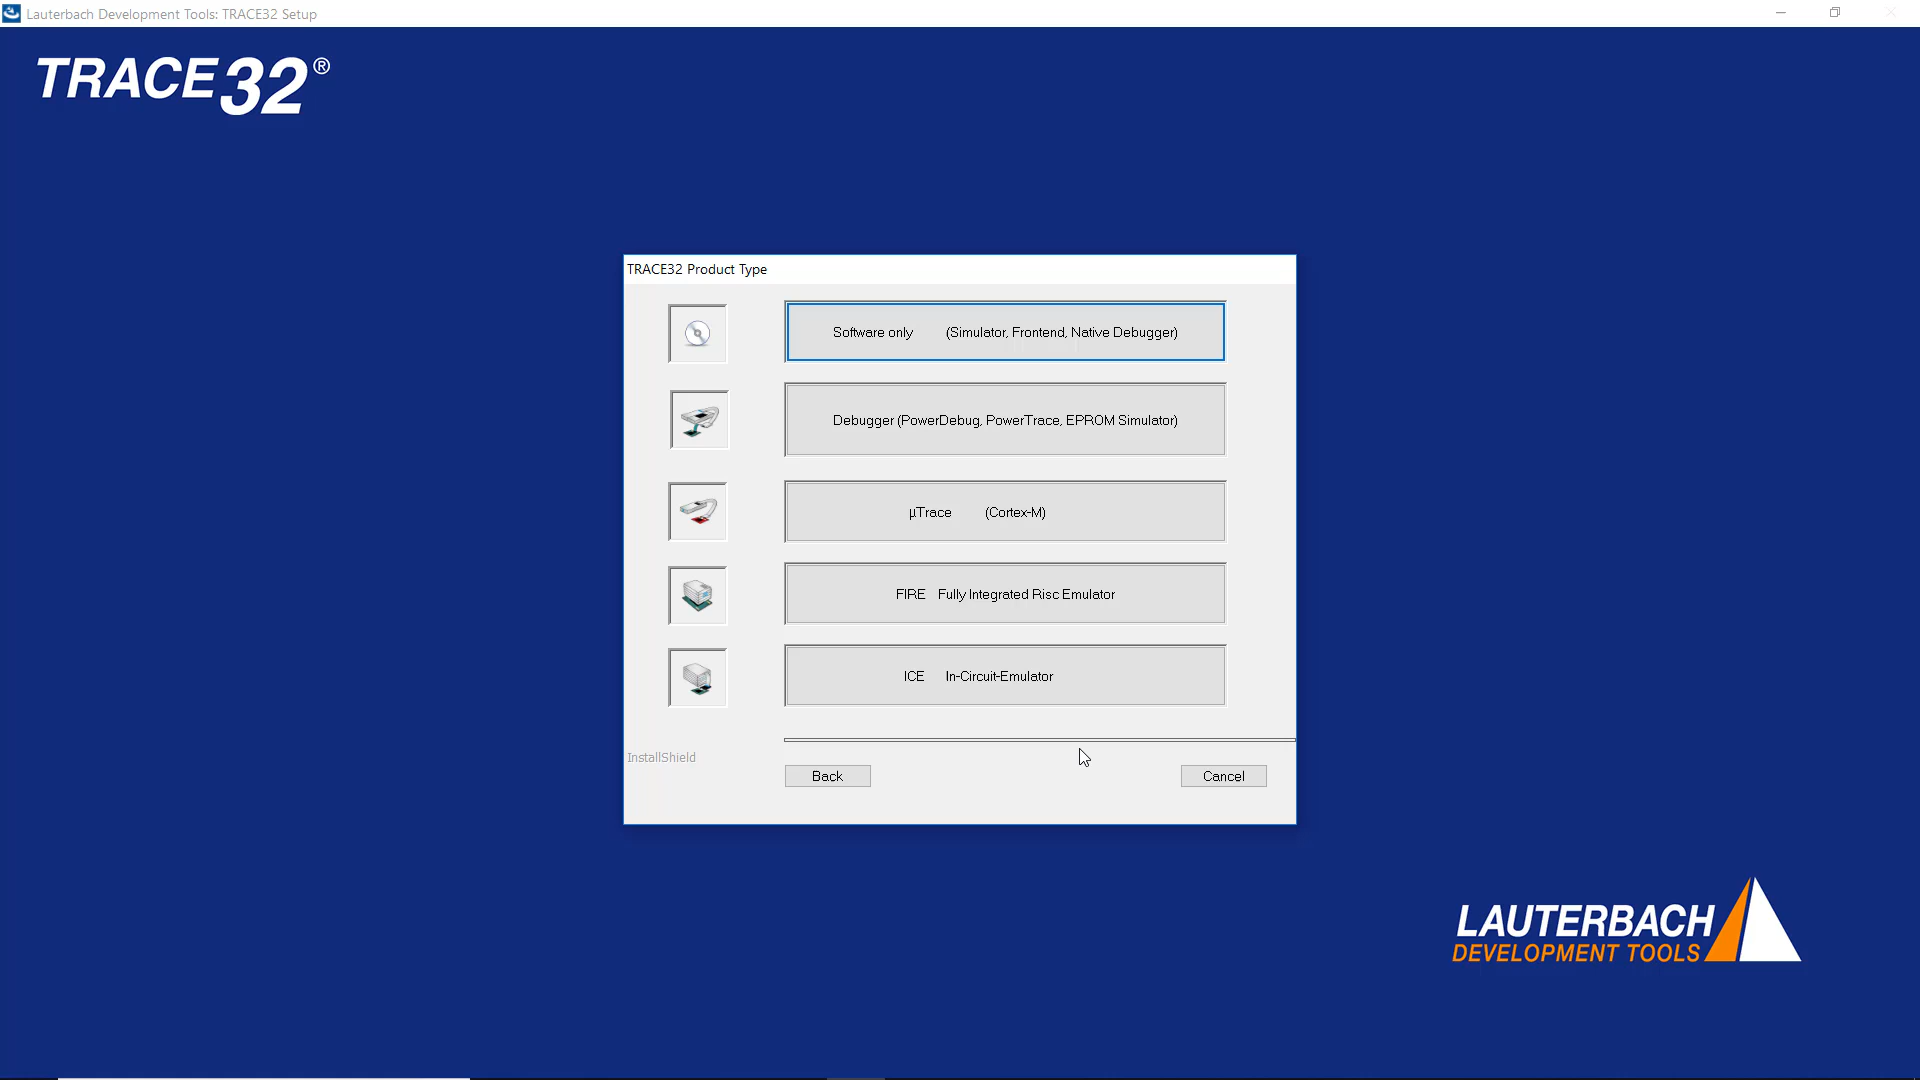 Lauterbach Development Tools: TRACE32 Setup
TRACE32®
TRACE32 Product Type
Software only (Simulator, Frontend, Native Debugger)
Debugger (PowerDebug, PowerTrace, EPROM Simulator)
µTrace (Cortex-M)
FIRE Fully Integrated Risc Emulator
ICE In-Circuit-Emulator
InstallShield
Back
Cancel
LAUTERBACH
DEVELOPMENT TOOLS